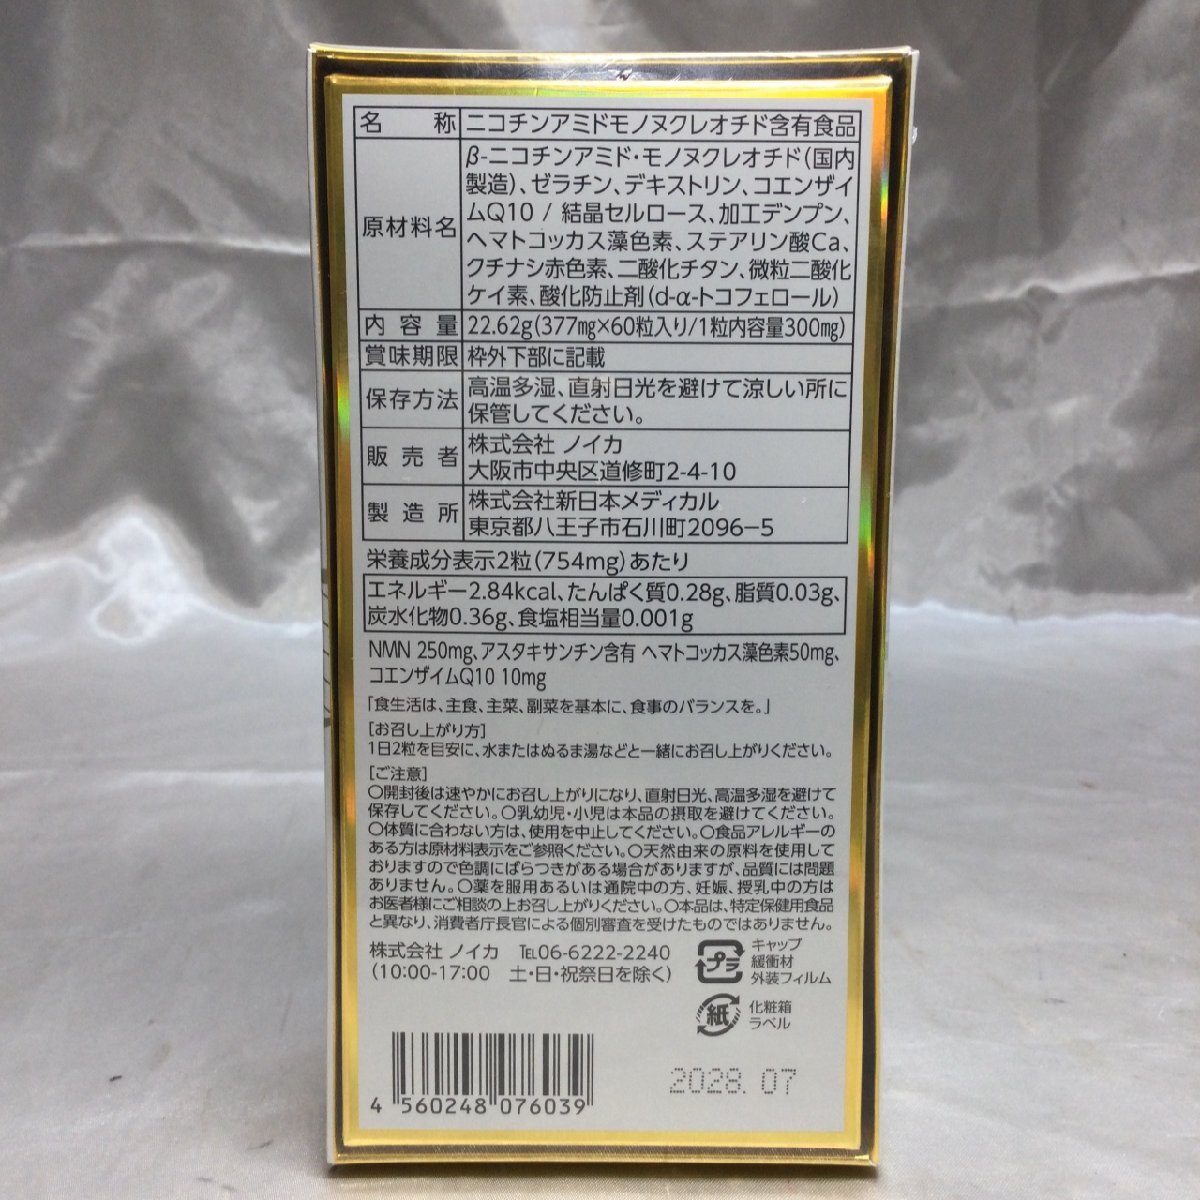 名称 ニコチンアミドモノヌクレオチド含有食品
原材料名 β-ニコチンアミド・モノヌクレオチド(国内
製造)、ゼラチン、デキストリン、コエンザイ
ムQ10 / 結晶セルロース、加工デンプン、
ヘマトコッカス藻色素、ステアリン酸Ca、
クチナシ赤色素、二酸化チタン、微粒二酸化
ケイ素、酸化防止剤(d-α-トコフェロール)
内容量 22.62g(377mg×60粒入り/1粒内容量300mg)
賞味期限 枠外下部に記載
保存方法 高温多湿、直射日光を避けて涼しい所に
保管してください。
販売者 株式会社 ノイカ
大阪市中央区道修町2-4-10
製造所 株式会社新日本メディカル
東京都八王子市石川町2096-5
栄養成分表示2粒(754mg)あたり
エネルギー2.84kcal、たんぱく質0.28g、脂質0.03g、
炭水化物0.36g、食塩相当量0.001g
NMN 250mg、アスタキサンチン含有 ヘマトコッカス藻色素50mg、
コエンザイムQ10 10mg
「食生活は、主食、主菜、副菜を基本に、食事のバランスを。」
[お召し上がり方]
1日2粒を目安に、水またはぬるま湯などと一緒にお召し上がりください。
[ご注意]
○開封後は速やかにお召し上がりになり、直射日光、高温多湿を避けて
保存してください。○乳幼児・小児は本品の摂取を避けてください。
○体質に合わない方は、使用を中止してください。○食品アレルギーの
ある方は原材料表示をご参照ください。○天然由来の原料を使用して
おりますので色調にばらつきがある場合がありますが、品質には問題
ありません。○薬を服用あるいは通院中の方、妊娠、授乳中の方は
お医者様にご相談の上お召し上がりください。○本品は、特定保健用食品
と異なり、消費者庁長官による個別審査を受けたものではありません。
株式会社 ノイカ TEL06-6222-2240
(10:00-17:00 土・日・祝祭日を除く)
プラ キャップ
緩衝材
外装フィルム
紙 化粧箱
ラベル
2028.07
4 560248 076039